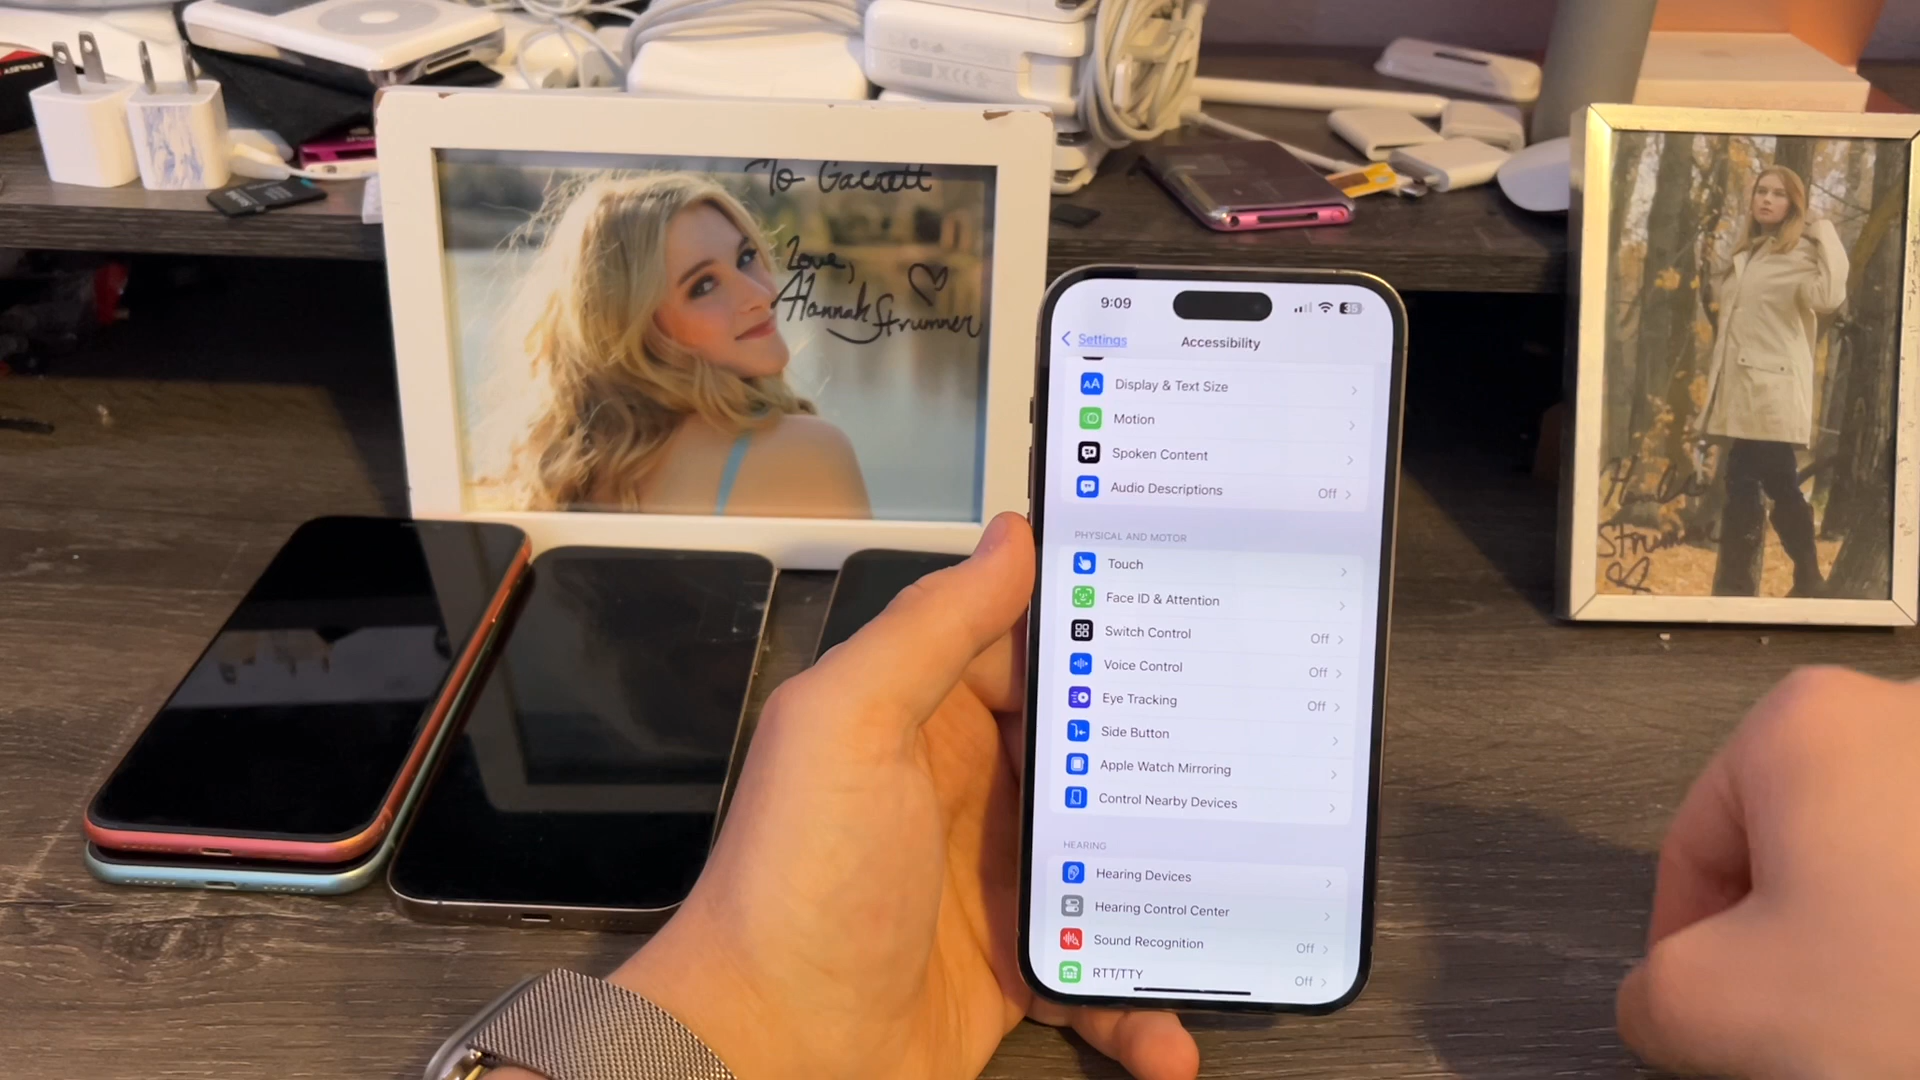 To Garrett
Love,
Hannah Strunner
9:09
35
Settings
Accessibility
Display & Text Size
Motion
Spoken Content
Audio Descriptions Off
PHYSICAL AND MOTOR
Touch
Face ID & Attention
Switch Control Off
Voice Control Off
Eye Tracking Off
Side Button
Apple Watch Mirroring
Control Nearby Devices
HEARING
Hearing Devices
Hearing Control Center
Sound Recognition Off
RTT/TTY Off